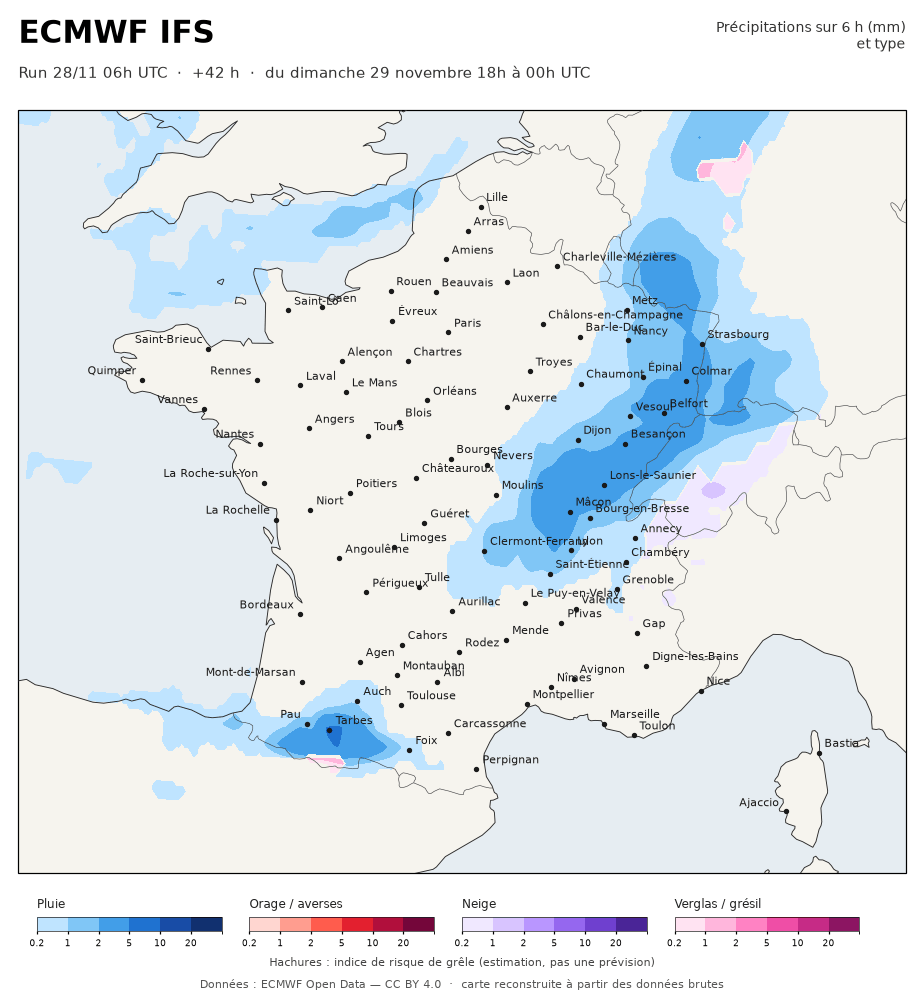 ECMWF IFS
Précipitations sur 6 h (mm)
et type
Run 28/11 06h UTC · +42 h · du dimanche 29 novembre 18h à 00h UTC
Lille
Arras
Amiens
Charleville-Mézières
Laon
Rouen
Beauvais
Saint-Lô
Caen
Metz
Évreux
Châlons-en-Champagne
Paris
Bar-le-Duc
Nancy
Strasbourg
Saint-Brieuc
Alençon
Chartres
Troyes
Quimper
Rennes
Laval
Le Mans
Chaumont
Épinal
Colmar
Orléans
Auxerre
Vannes
Belfort
Blois
Vesoul
Angers
Tours
Nantes
Dijon
Besançon
Bourges
Nevers
Châteauroux
La Roche-sur-Yon
Lons-le-Saunier
Poitiers
Moulins
Niort
Mâcon
La Rochelle
Bourg-en-Bresse
Guéret
Annecy
Limoges
Clermont-Ferrand
Lyon
Angoulême
Chambéry
Saint-Étienne
Périgueux
Tulle
Grenoble
Le Puy-en-Velay
Valence
Bordeaux
Aurillac
Privas
Gap
Cahors
Mende
Rodez
Agen
Digne-les-Bains
Mont-de-Marsan
Montauban
Albi
Avignon
Nîmes
Nice
Auch
Toulouse
Montpellier
Pau
Tarbes
Marseille
Carcassonne
Toulon
Foix
Bastia
Perpignan
Ajaccio
Pluie
Orage / averses
Neige
Verglas / grésil
0.2 1 2 5 10 20
0.2 1 2 5 10 20
0.2 1 2 5 10 20
0.2 1 2 5 10 20
Hachures : indice de risque de grêle (estimation, pas une prévision)
Données : ECMWF Open Data — CC BY 4.0 · carte reconstruite à partir des données brutes